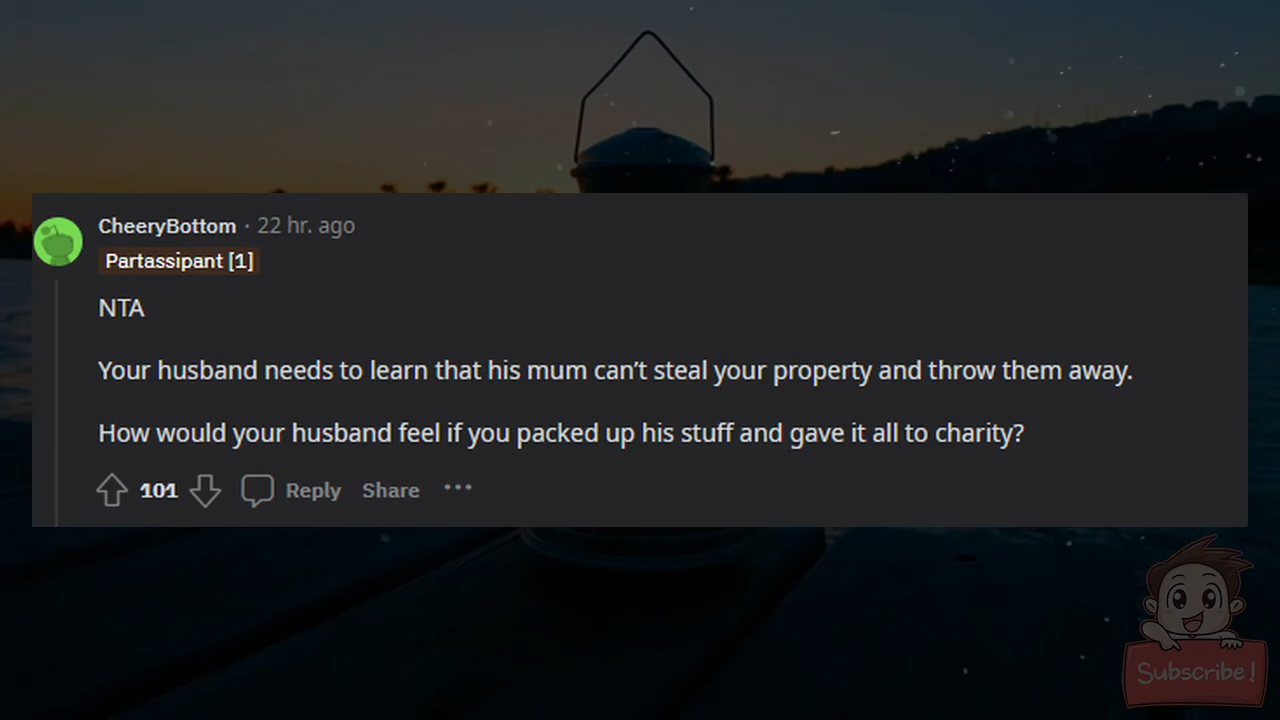 CheeryBottom · 22 hr. ago
Partassipant [1]
NTA
Your husband needs to learn that his mum can’t steal your property and throw them away.
How would your husband feel if you packed up his stuff and gave it all to charity?
101 Reply Share ···
Subscribe!